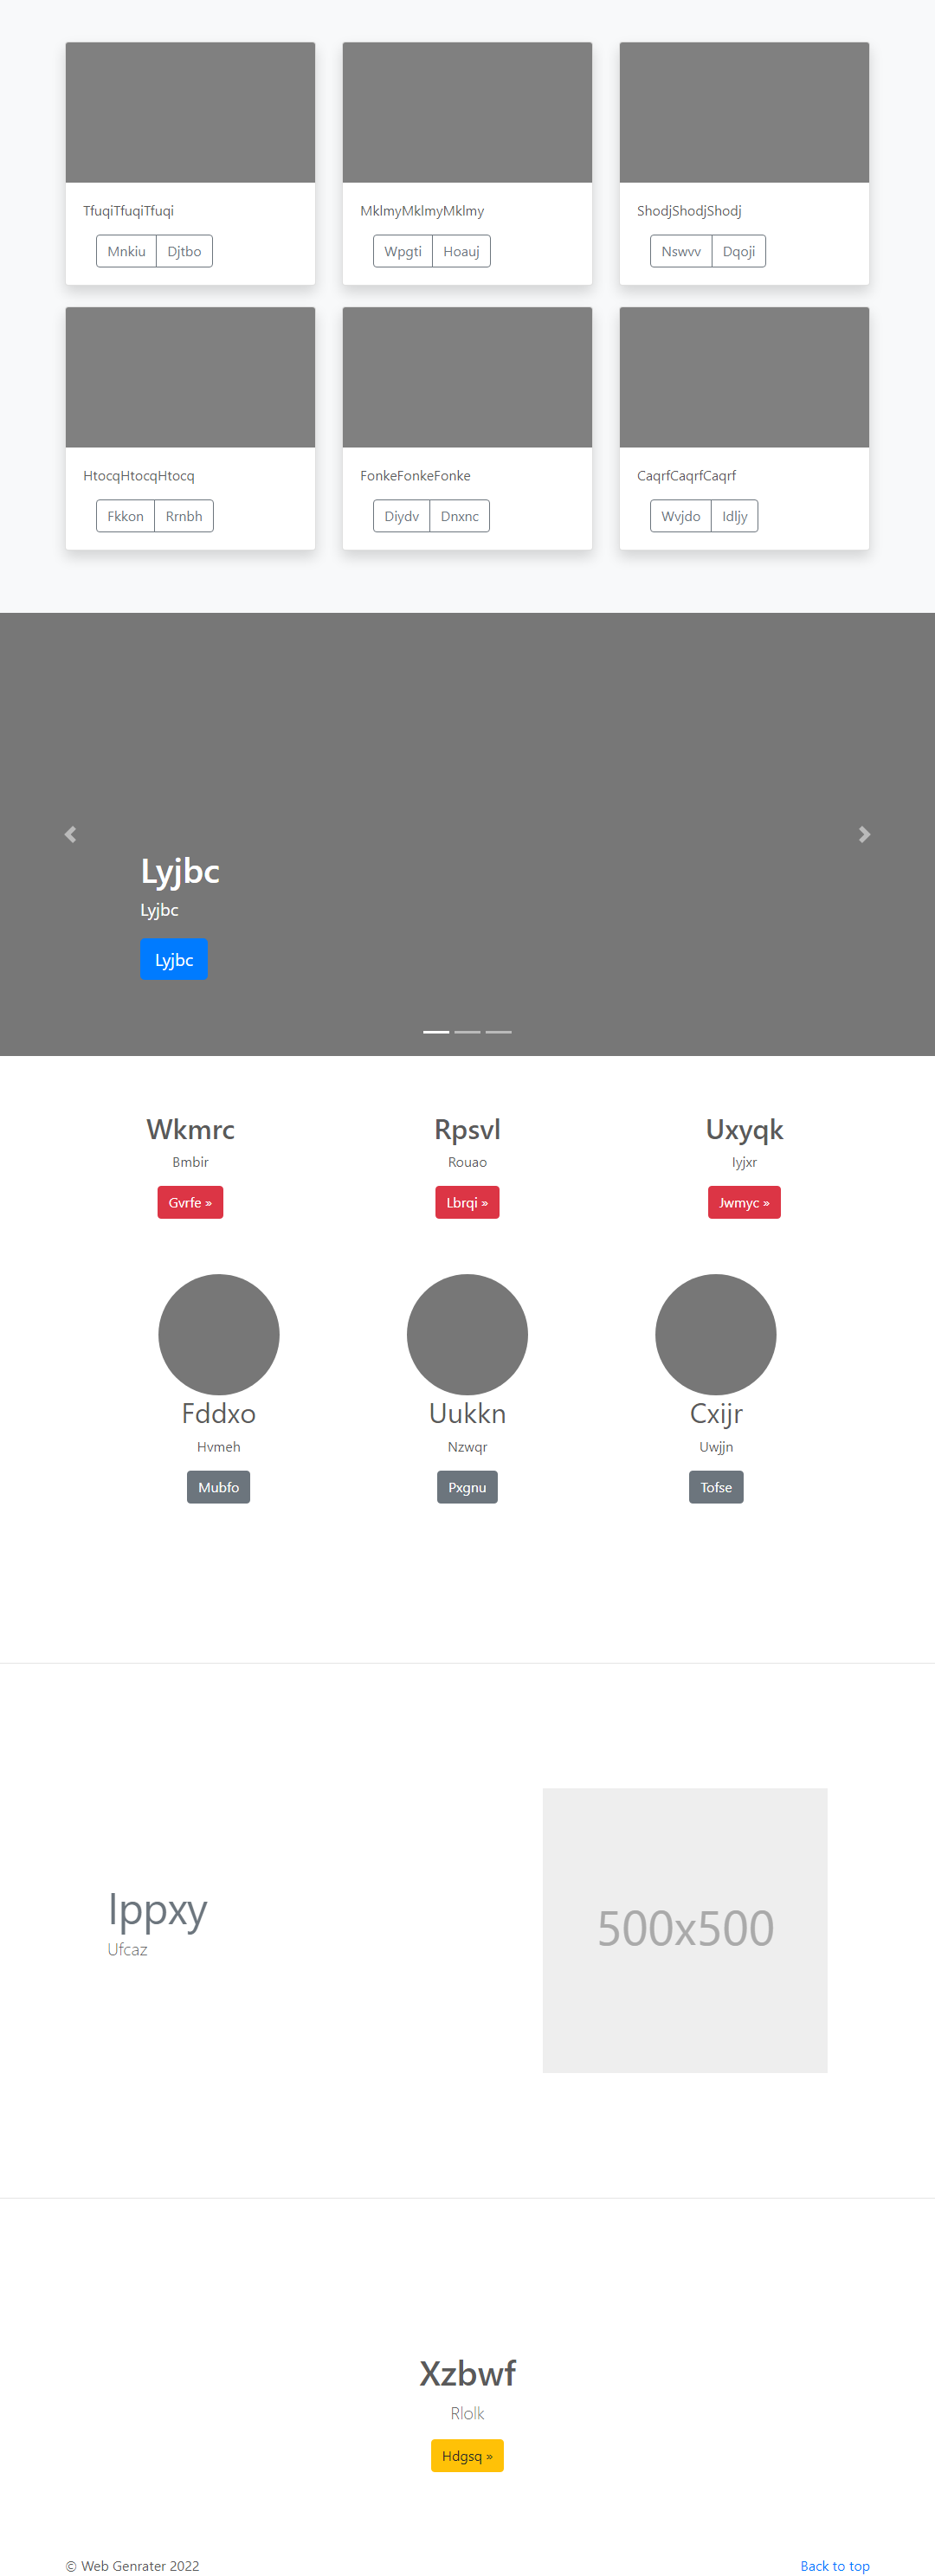 TfuqiTfuqiTfuqi MklmyMklmyMklmy ShodjShodjShodj
Mnkiu Djtbo Wpgti Hoauj Nswvv Dqoji
HtocqHtocqHtocq FonkeFonkeFonke CaqrfCaqrfCaqrf
Fkkon Rrnbh Diydv Dnxnc Wvjdo Idljy
Lyjbc
Lyjbc
Lyjbc
Wkmrc Rpsvl Uxyqk
Bmbir Rouao Iyjxr
Gvrfe » Lbrqi » Jwmyc »
Fddxo Uukkn Cxijr
Hvmeh Nzwqr Uwjjn
Mubfo Pxgnu Tofse
Ippxy
Ufcaz
500x500
Xzbwf
Rlolk
Hdgsq »
© Web Genrater 2022 Back to top